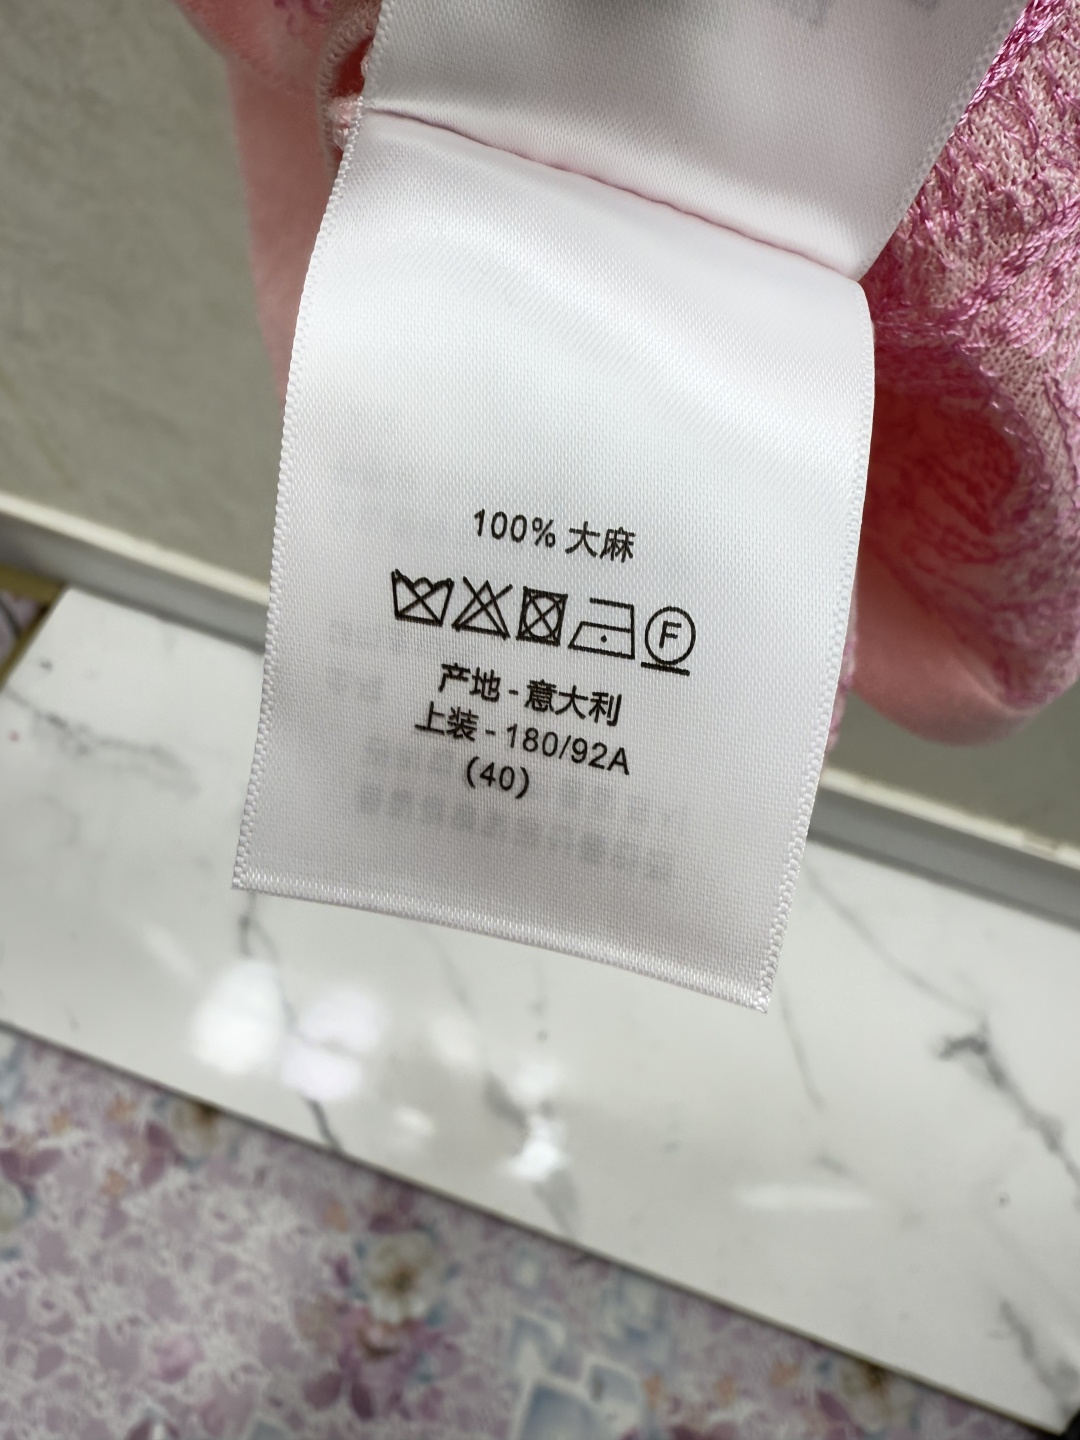 100% 大麻
F
产地 - 意大利
上装 - 180/92A
(40)